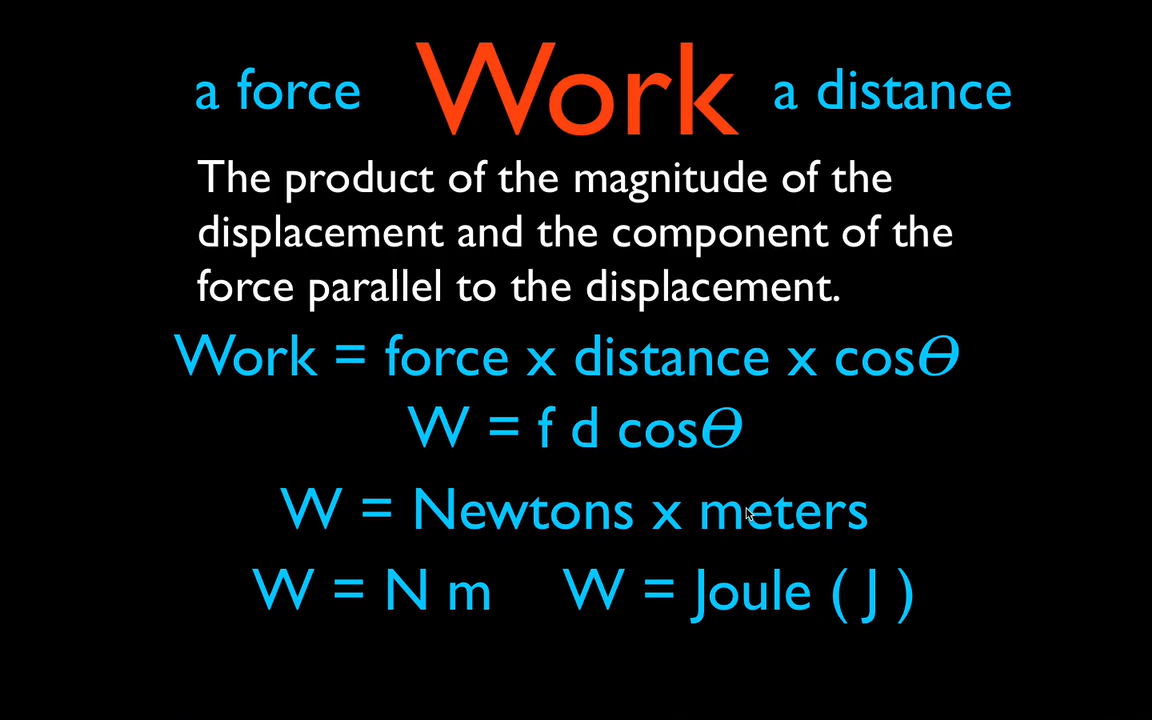 a force Work a distance
The product of the magnitude of the
displacement and the component of the
force parallel to the displacement.
Work = force x distance x cosϴ
W = f d cosϴ
W = Newtons x meters
W = N m W = Joule ( J )